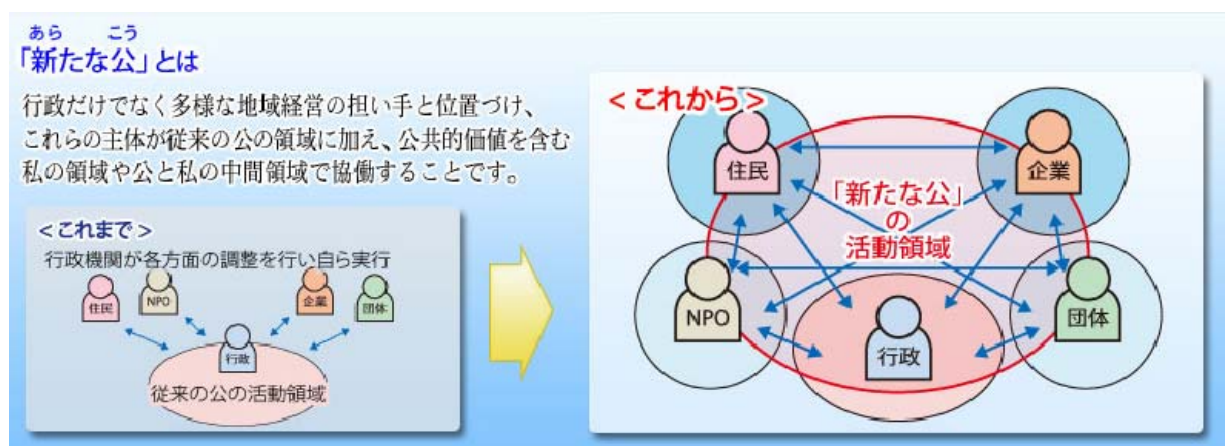 あら こう
「新たな公」とは
行政だけでなく多様な地域経営の担い手と位置づけ、
これらの主体が従来の公の領域に加え、公共的価値を含む
私の領域や公と私の中間領域で協働することです。
<これまで>
行政機関が各方面の調整を行い自ら実行
住民
NPO
企業
団体
行政
従来の公の活動領域
<これから>
住民
企業
「新たな公」
の
活動領域
NPO
行政
団体